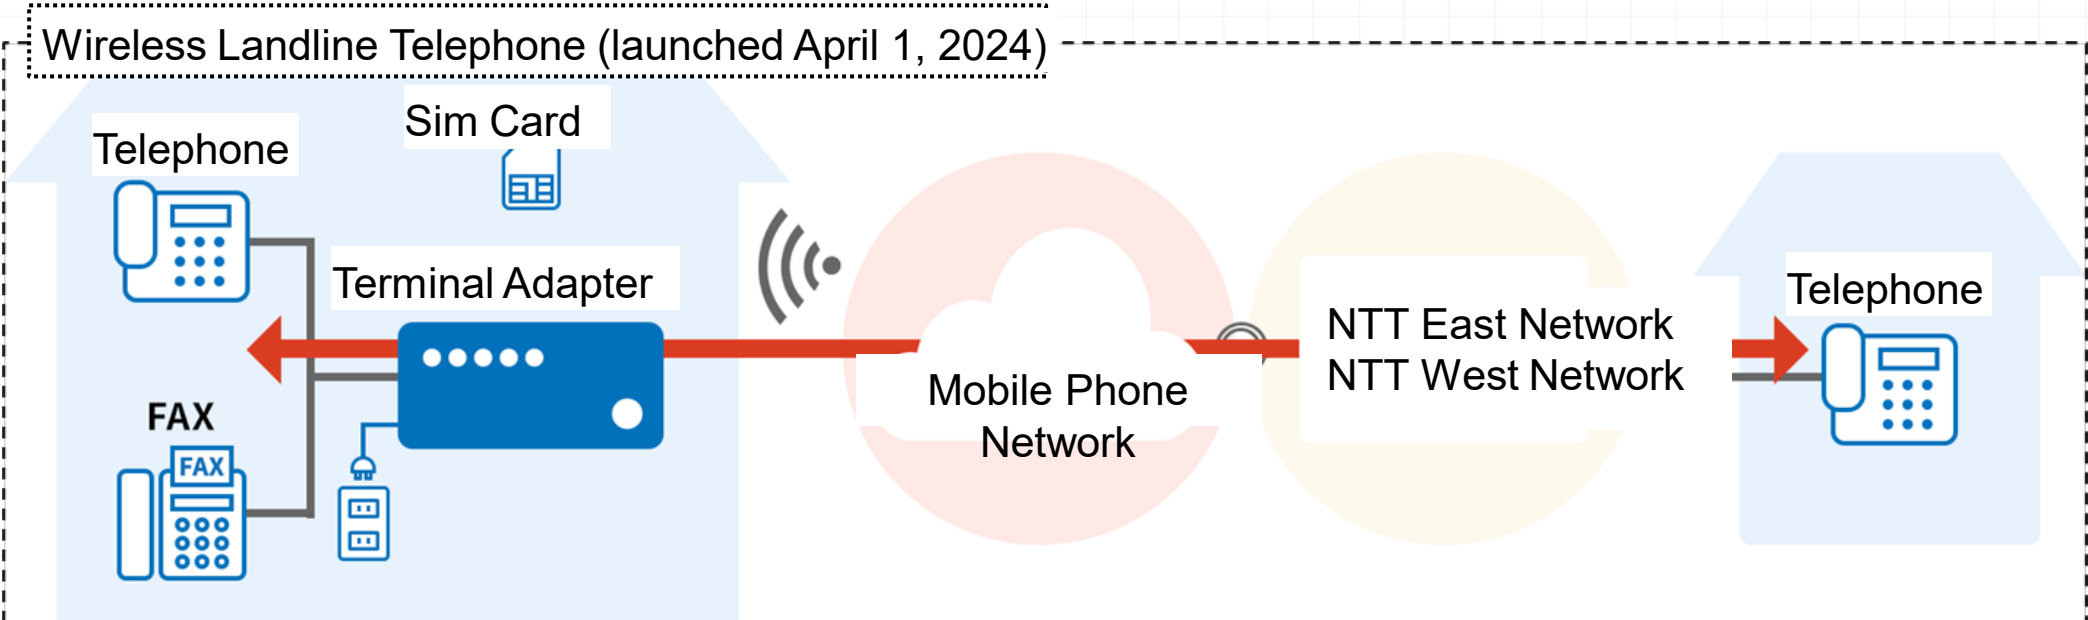 Wireless Landline Telephone (launched April 1, 2024)
Sim Card
Telephone
Terminal Adapter
Telephone
NTT East Network
NTT West Network
Mobile Phone
Network
FAX
FAX